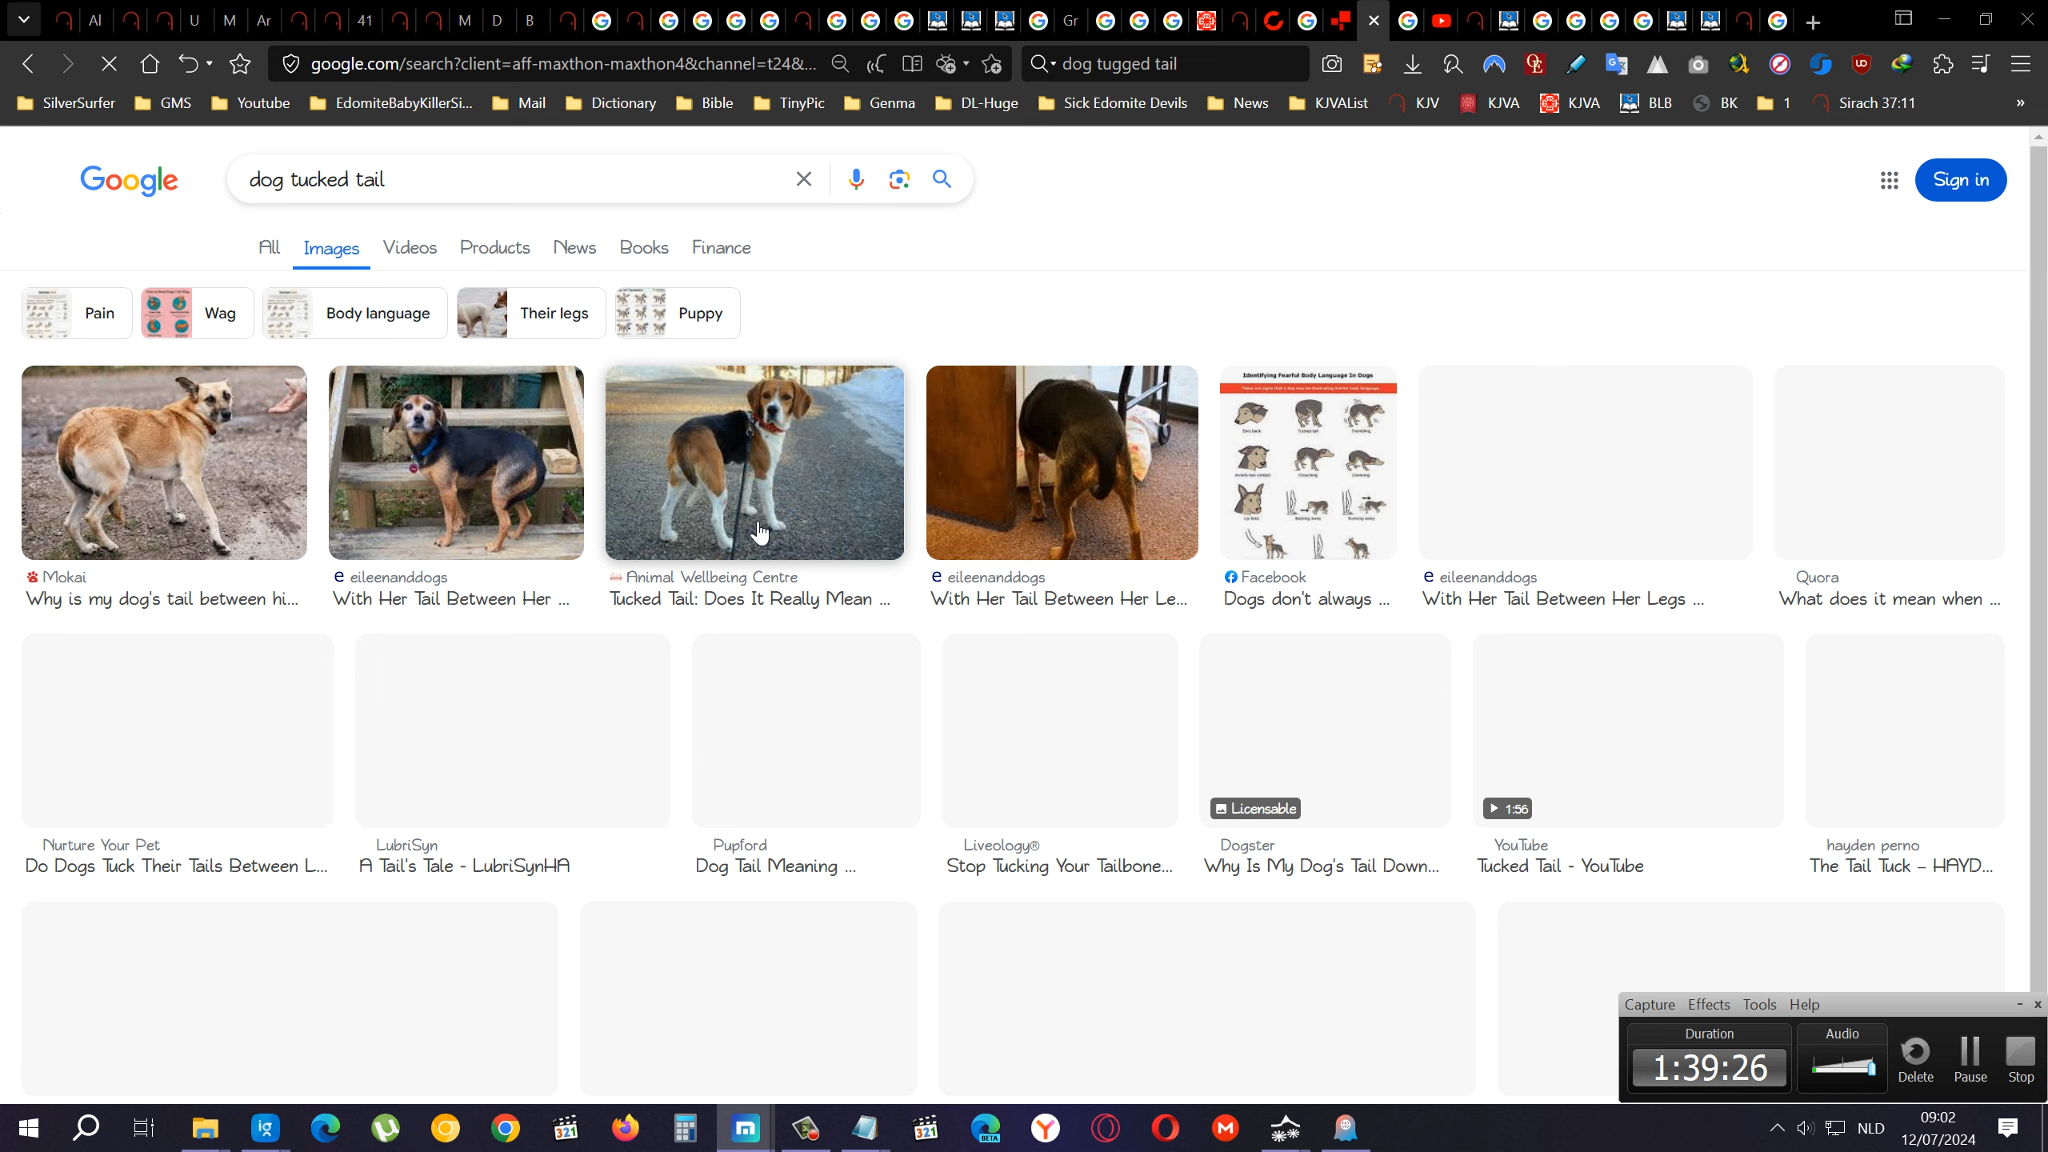 Al U M Ar 41 M D B Gr
google.com/search?client=aff-maxthon-maxthon4&channel=t24&...
dog tugged tail
SilverSurfer GMS Youtube EdomiteBabyKillerSi... Mail Dictionary Bible TinyPic Genma DL-Huge Sick Edomite Devils News KJVAList KJV KJVA KJVA BLB BK 1 Sirach 37:11 »
Google
dog tucked tail
Sign in
All Images Videos Products News Books Finance
Pain Wag Body language Their legs Puppy
Identifying Fearful Body Language In Dogs
Mokai eileenanddogs Animal Wellbeing Centre eileenanddogs Facebook eileenanddogs Quora
Why is my dog's tail between hi... With Her Tail Between Her ... Tucked Tail: Does It Really Mean ... With Her Tail Between Her Le... Dogs don't always ... With Her Tail Between Her Legs ... What does it mean when ...
Licensable 1:56
Nurture Your Pet LubriSyn Pupford Liveology® Dogster YouTube hayden perno
Do Dogs Tuck Their Tails Between L... A Tail's Tale - LubriSynHA Dog Tail Meaning ... Stop Tucking Your Tailbone... Why Is My Dog's Tail Down... Tucked Tail - YouTube The Tail Tuck – HAYD...
Capture Effects Tools Help
Duration Audio
1:39:26
Delete Pause Stop
NLD
09:02
12/07/2024